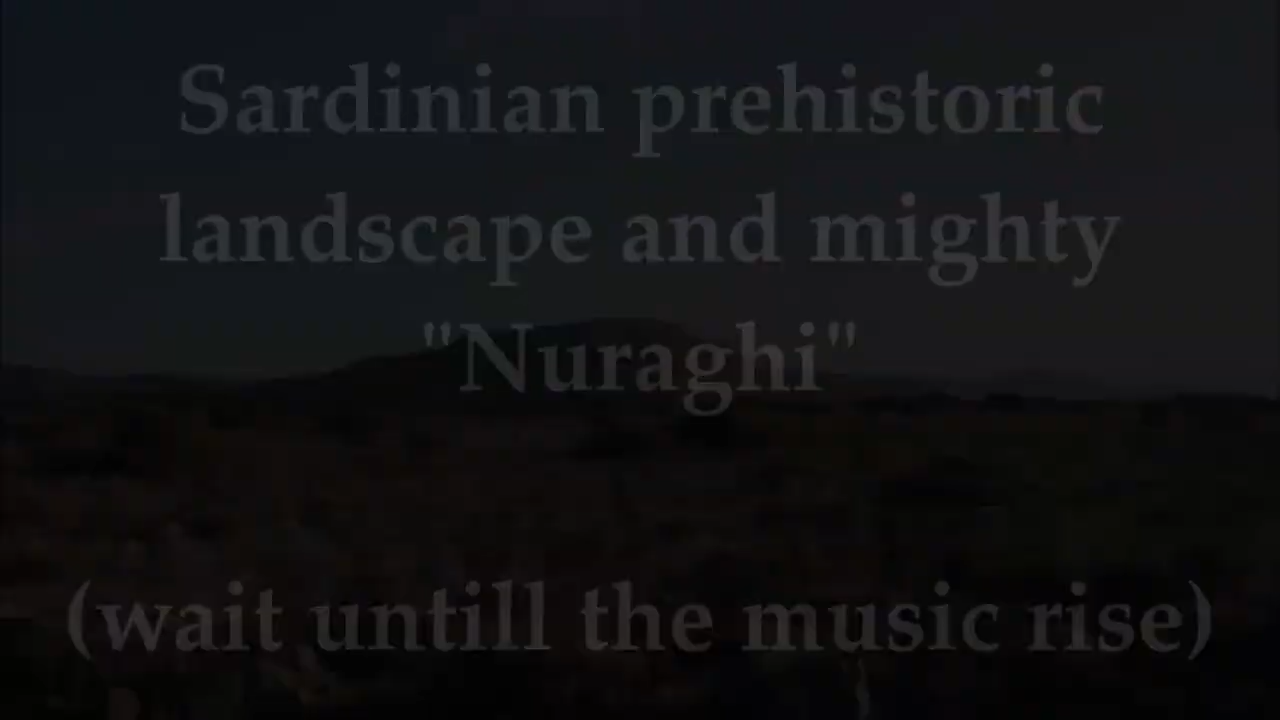 Sardinian prehistoric
landscape and mighty
"Nuraghi"
(wait untill the music rise)